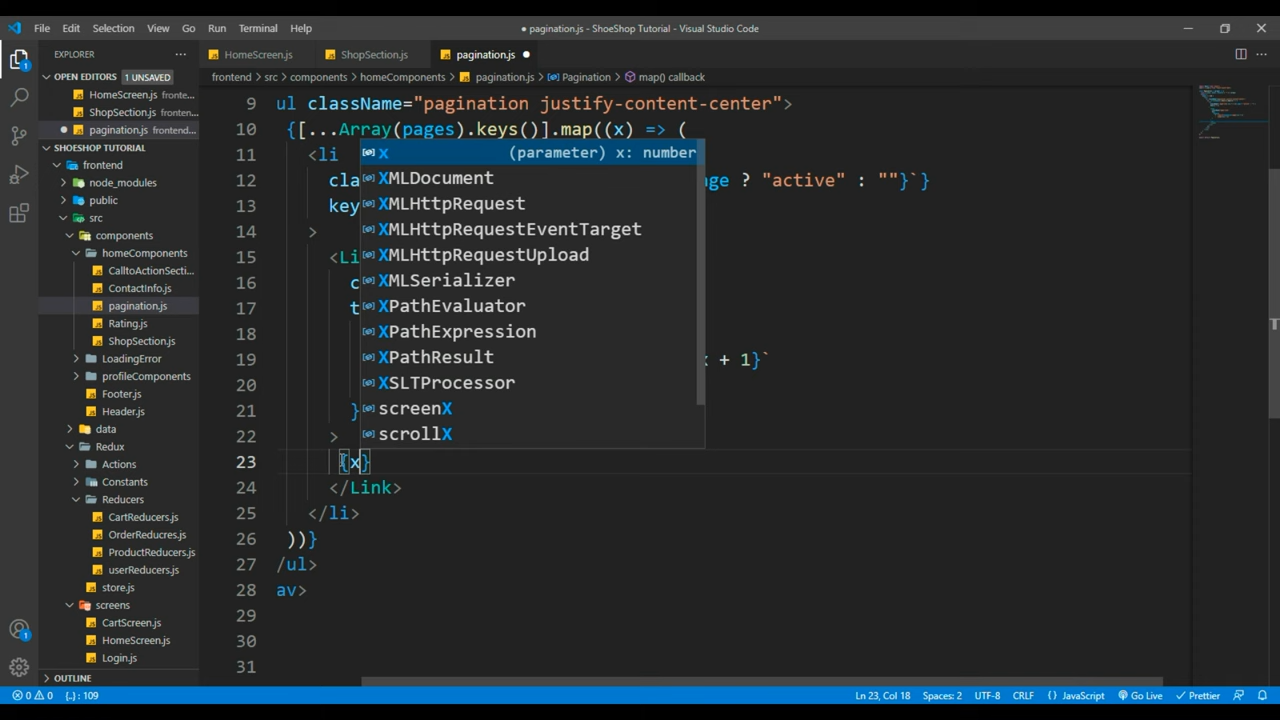 File Edit Selection View Go Run Terminal Help
● pagination.js - ShoeShop Tutorial - Visual Studio Code
EXPLORER
OPEN EDITORS 1 UNSAVED
HomeScreen.js frontend...
ShopSection.js fronten...
pagination.js frontend...
SHOESHOP TUTORIAL
frontend
node_modules
public
src
components
homeComponents
CalltoActionSecti...
ContactInfo.js
pagination.js
Rating.js
ShopSection.js
LoadingError
profileComponents
Footer.js
Header.js
data
Redux
Actions
Constants
Reducers
CartReducers.js
OrderReducres.js
ProductReducers.js
userReducers.js
store.js
screens
CartScreen.js
HomeScreen.js
Login.js
OUTLINE
HomeScreen.js ShopSection.js pagination.js ●
frontend > src > components > homeComponents > pagination.js > Pagination > map() callback
9 ul className="pagination justify-content-center">
10 {[...Array(pages).keys()].map((x) => (
11 <li
12 cla ge ? "active" : ""}`}
13 key
14 >
15 <Li
16 c
17 t
18
19 x + 1}`
20
21 }
22 >
23 {x}
24 </Link>
25 </li>
26 ))}
27 /ul>
28 av>
29
30
31
x (parameter) x: number
XMLDocument
XMLHttpRequest
XMLHttpRequestEventTarget
XMLHttpRequestUpload
XMLSerializer
XPathEvaluator
XPathExpression
XPathResult
XSLTProcessor
screenX
scrollX
0 0 {..} : 109 Ln 23, Col 18 Spaces: 2 UTF-8 CRLF {} JavaScript Go Live Prettier